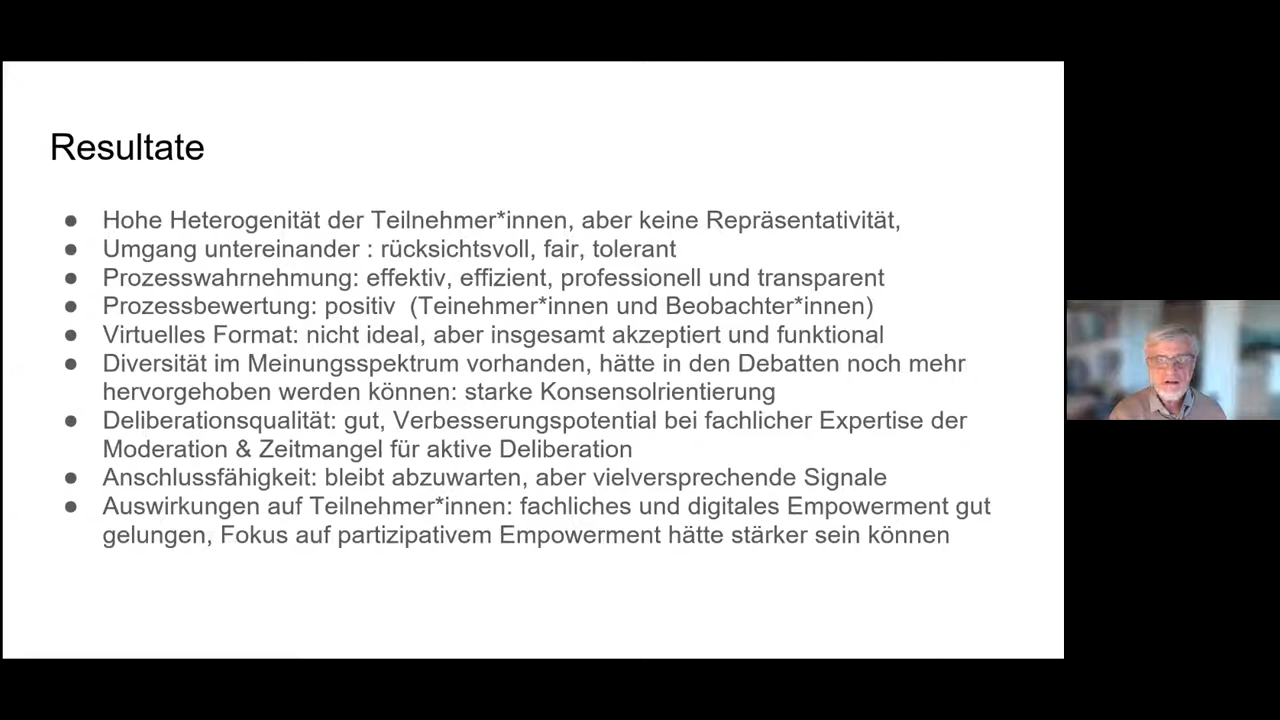 Resultate
● Hohe Heterogenität der Teilnehmer*innen, aber keine Repräsentativität,
● Umgang untereinander : rücksichtsvoll, fair, tolerant
● Prozesswahrnehmung: effektiv, effizient, professionell und transparent
● Prozessbewertung: positiv (Teinehmer*innen und Beobachter*innen)
● Virtuelles Format: nicht ideal, aber insgesamt akzeptiert und funktional
● Diversität im Meinungsspektrum vorhanden, hätte in den Debatten noch mehr
hervorgehoben werden können: starke Konsensolrientierung
● Deliberationsqualität: gut, Verbesserungspotential bei fachlicher Expertise der
Moderation & Zeitmangel für aktive Deliberation
● Anschlussfähigkeit: bleibt abzuwarten, aber vielversprechende Signale
● Auswirkungen auf Teilnehmer*innen: fachliches und digitales Empowerment gut
gelungen, Fokus auf partizipativem Empowerment hätte stärker sein können